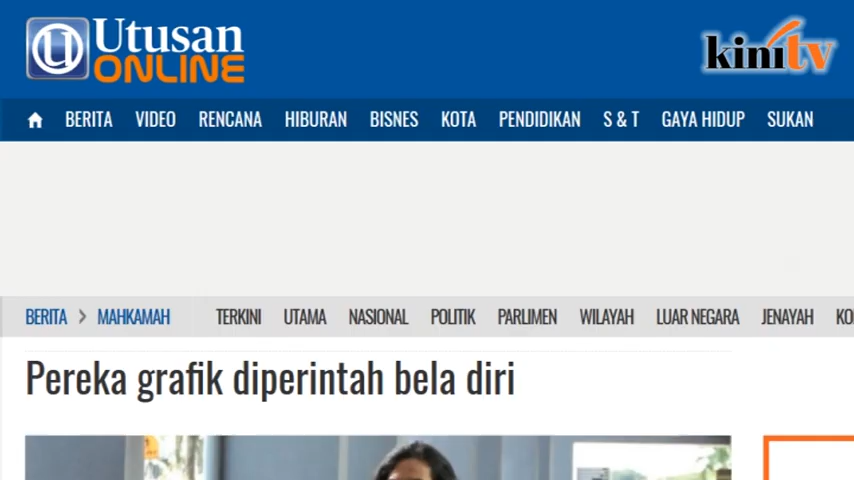 Utusan
ONLINE
kinitv
BERITA VIDEO RENCANA HIBURAN BISNES KOTA PENDIDIKAN S & T GAYA HIDUP SUKAN
BERITA > MAHKAMAH TERKINI UTAMA NASIONAL POLITIK PARLIMEN WILAYAH LUAR NEGARA JENAYAH KO
Pereka grafik diperintah bela diri